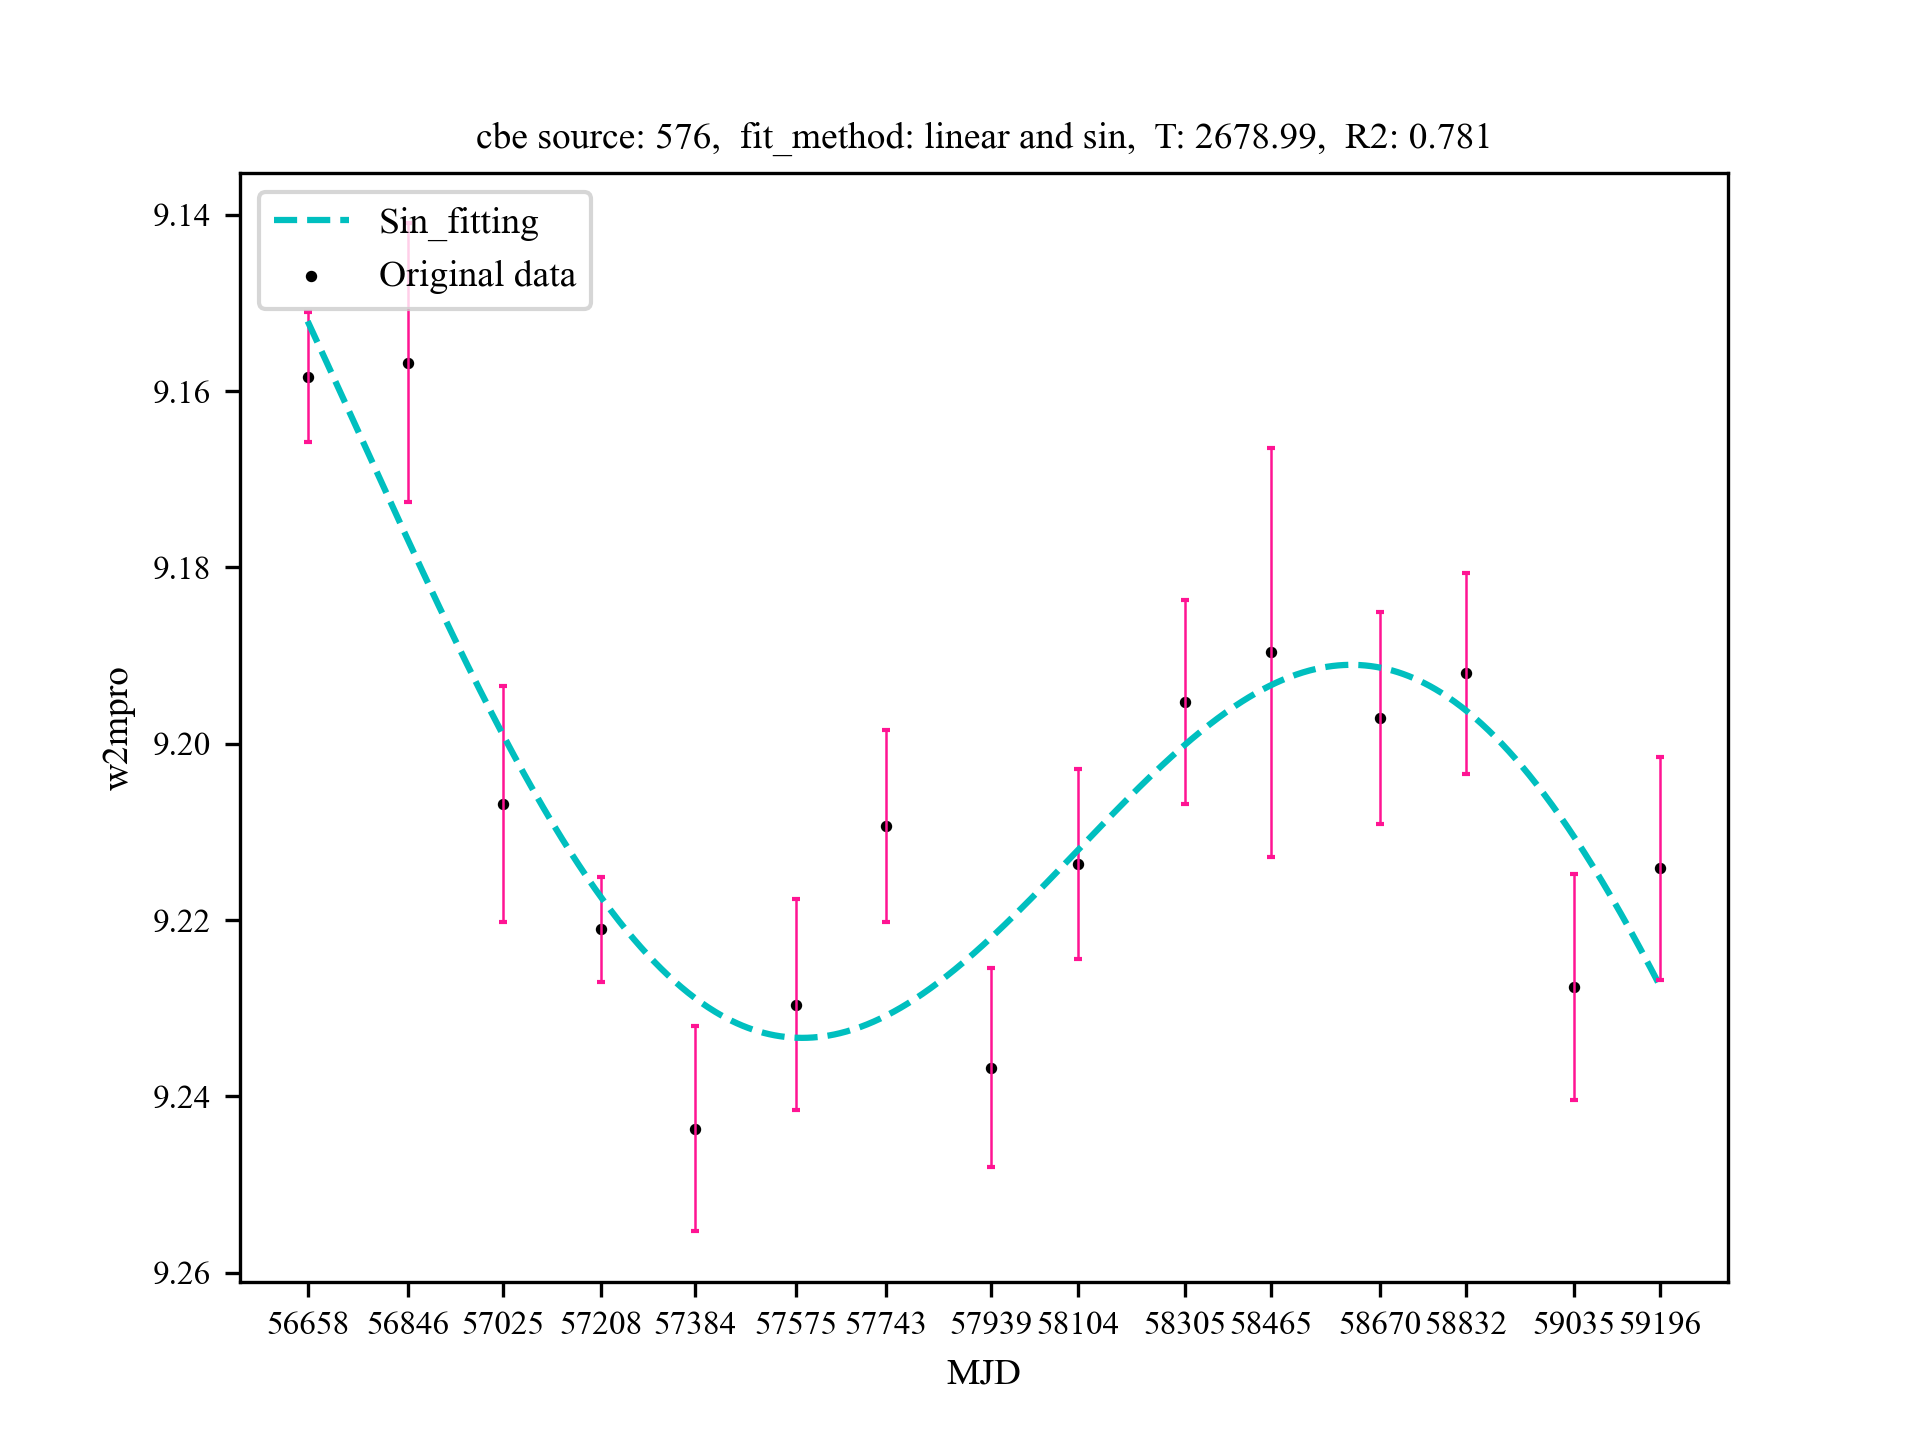 cbe source: 576,  fit_method: linear and sin,  T: 2678.99,  R2: 0.781
Sin_fitting
Original data
9.14
9.16
9.18
9.20
9.22
9.24
9.26
w2mpro
56658 56846 57025 57208 57384 57575 57743 57939 58104 58305 58465 58670 58832 59035 59196
MJD